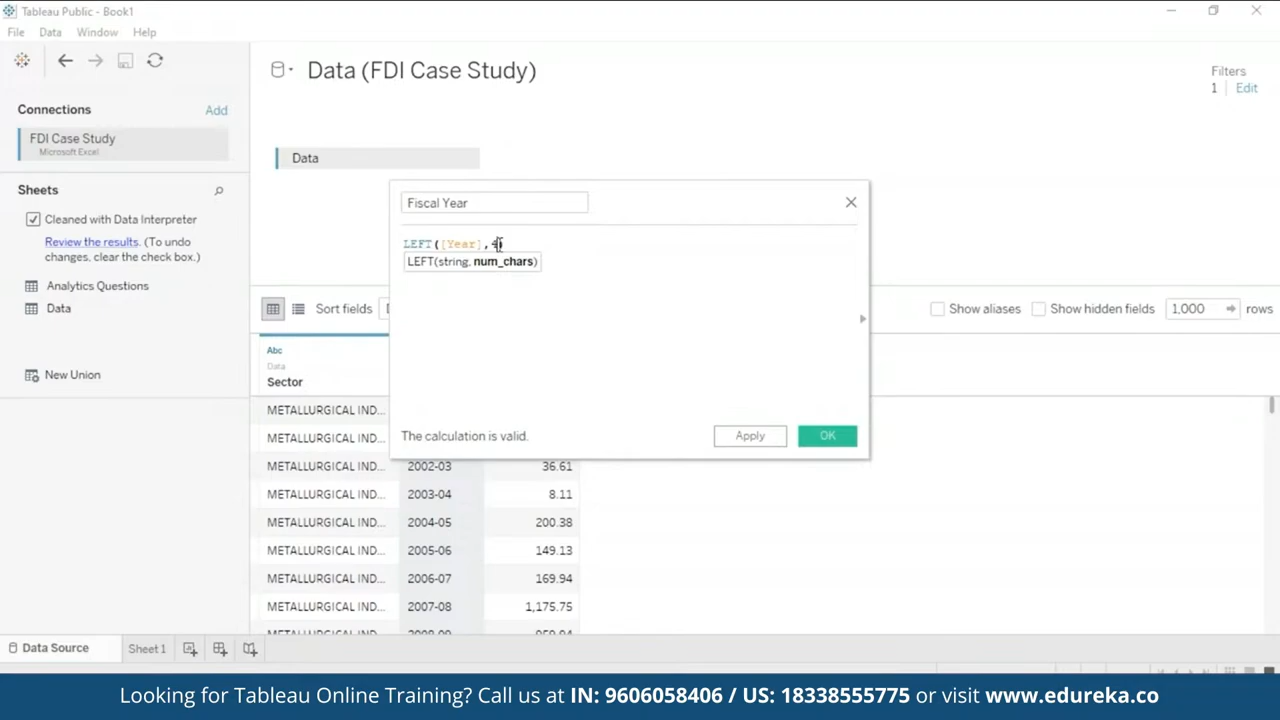 Tableau Public - Book1
File Data Window Help
Data (FDI Case Study)
Filters
1 Edit
Connections Add
FDI Case Study
Microsoft Excel
Data
Sheets
Cleaned with Data Interpreter
Review the results. (To undo
changes, clear the check box.)
Analytics Questions
Data
New Union
Fiscal Year
LEFT([Year],4)
LEFT(string, num_chars)
The calculation is valid.
Apply OK
Sort fields
Show aliases Show hidden fields 1,000 rows
Abc
Data
Sector
METALLURGICAL IND...
METALLURGICAL IND...
METALLURGICAL IND... 2002-03 36.61
METALLURGICAL IND... 2003-04 8.11
METALLURGICAL IND... 2004-05 200.38
METALLURGICAL IND... 2005-06 149.13
METALLURGICAL IND... 2006-07 169.94
METALLURGICAL IND... 2007-08 1,175.75
Data Source Sheet 1
Looking for Tableau Online Training? Call us at IN: 9606058406 / US: 18338555775 or visit www.edureka.co